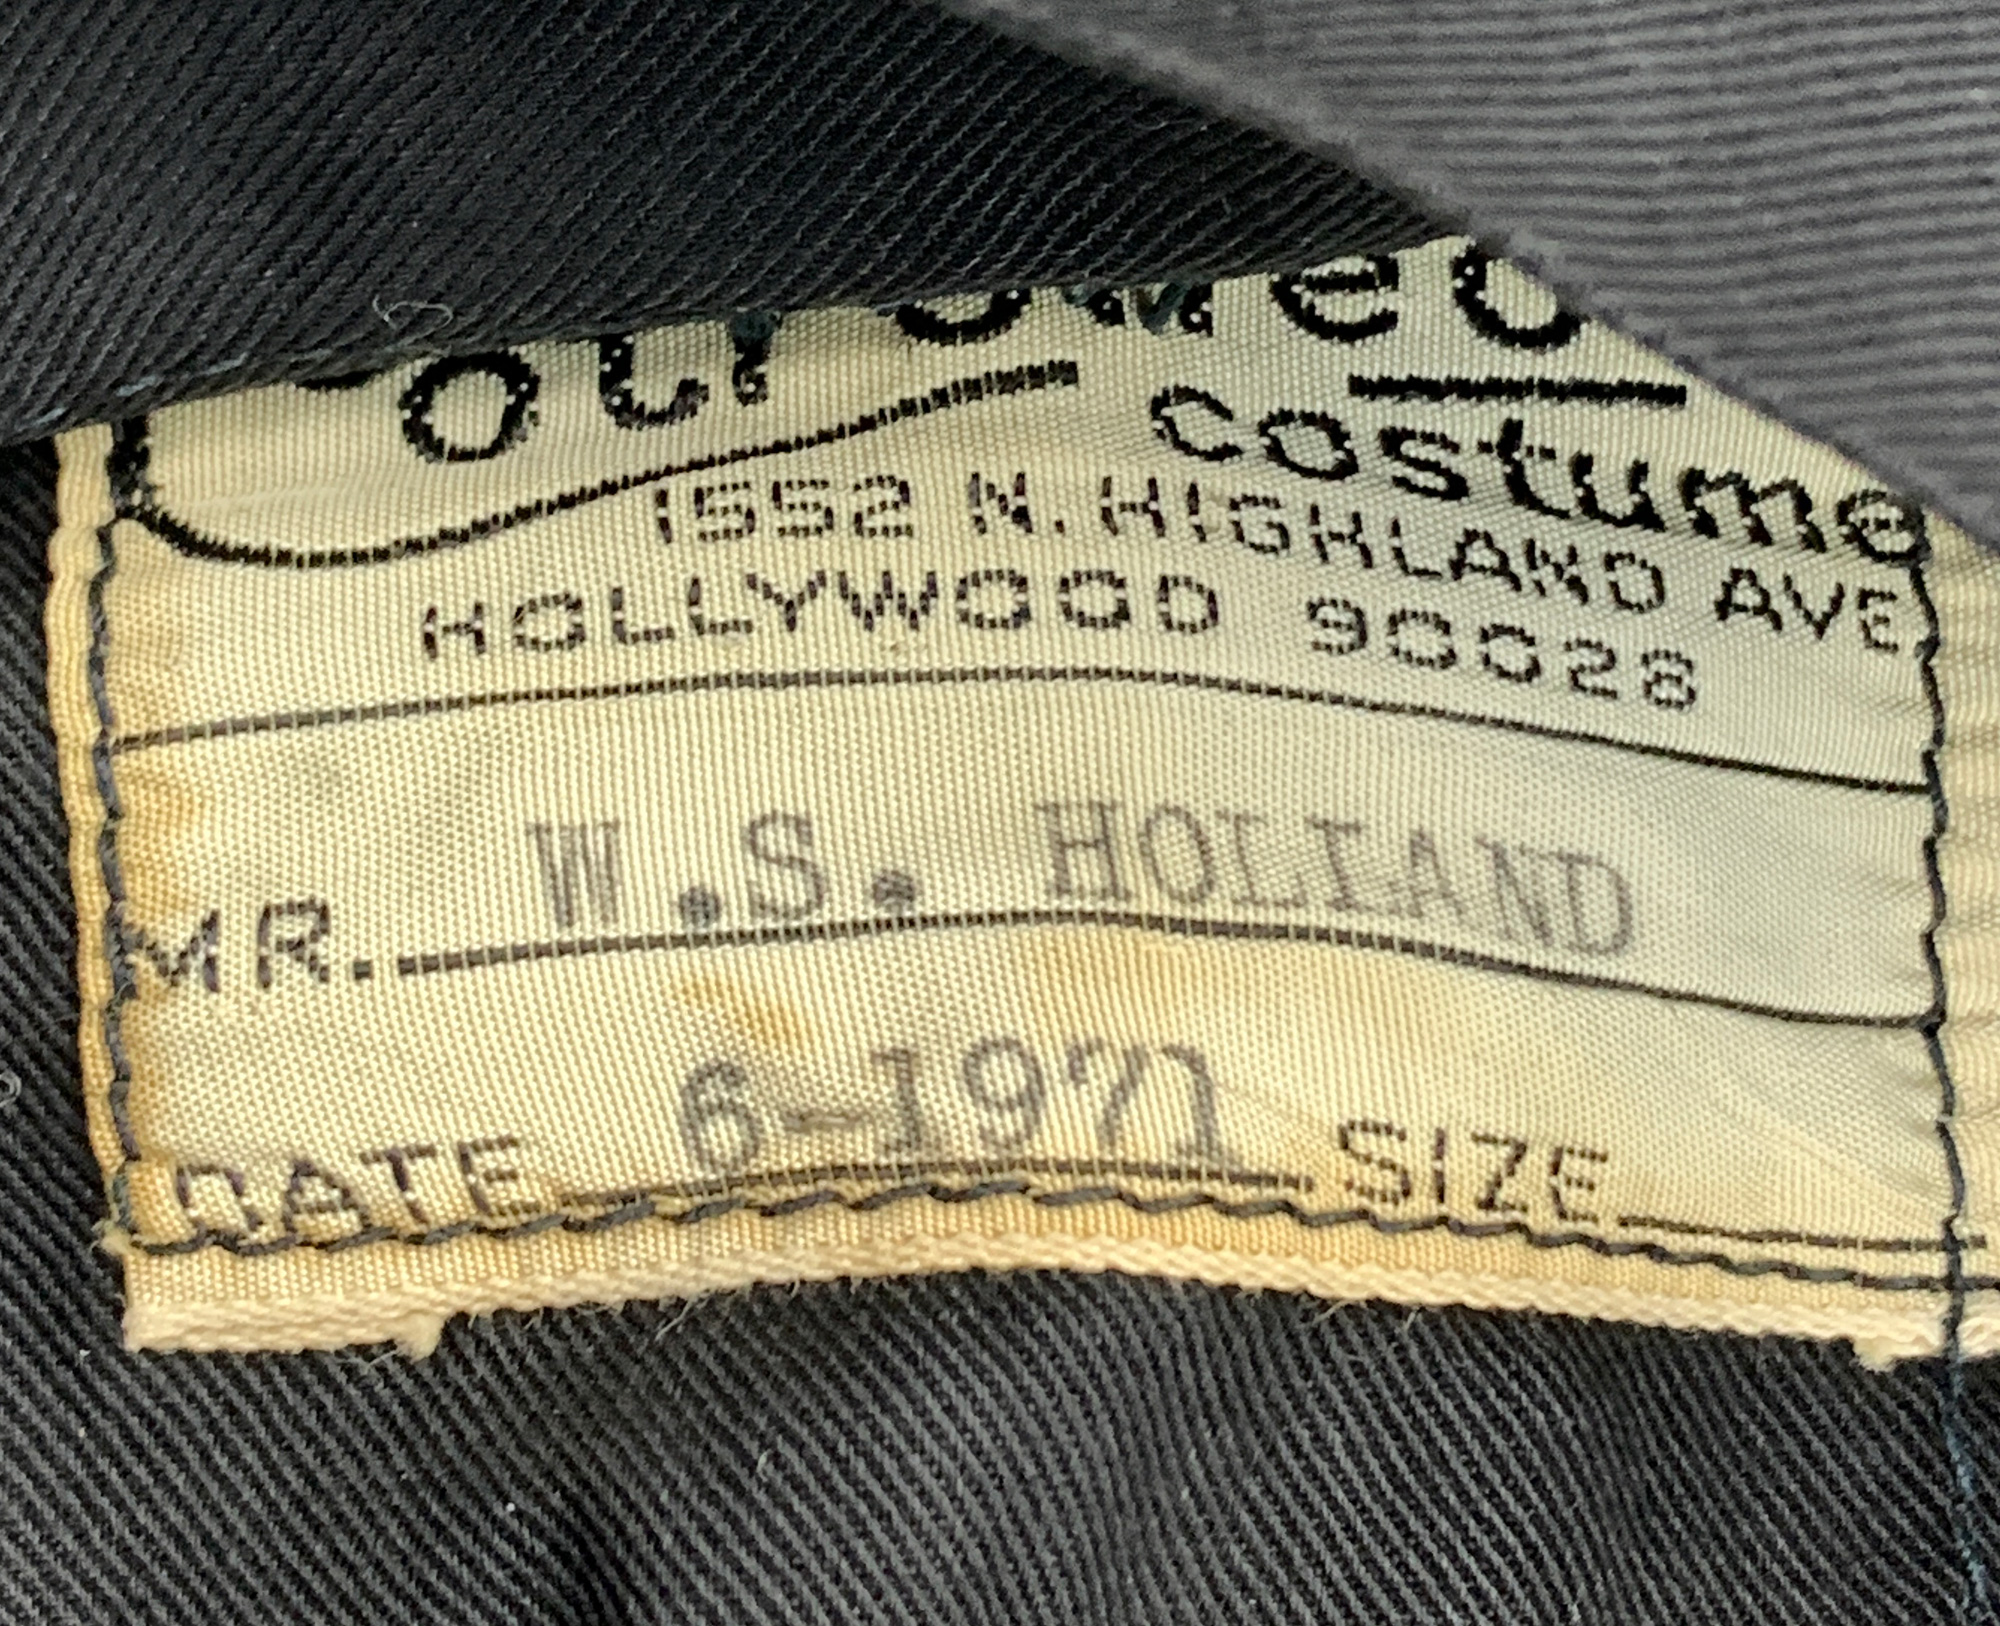 costume
1552 N. HIGHLAND AVE.
HOLLYWOOD 90028
MR. W.S. HOLLAND
DATE 6-1971 SIZE